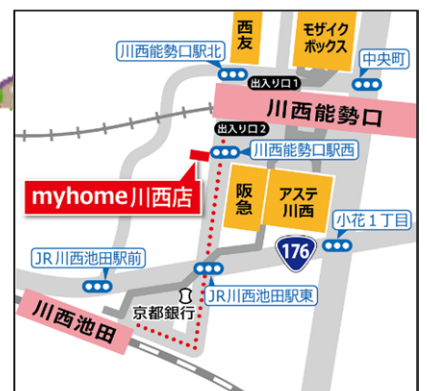 西友
モザイク
ボックス
川西能勢口駅北
中央町
出入り口1
川西能勢口
出入り口2
川西能勢口駅西
myhome川西店
阪急
アステ
川西
小花1丁目
176
JR川西池田駅前
JR川西池田駅東
京都銀行
川西池田